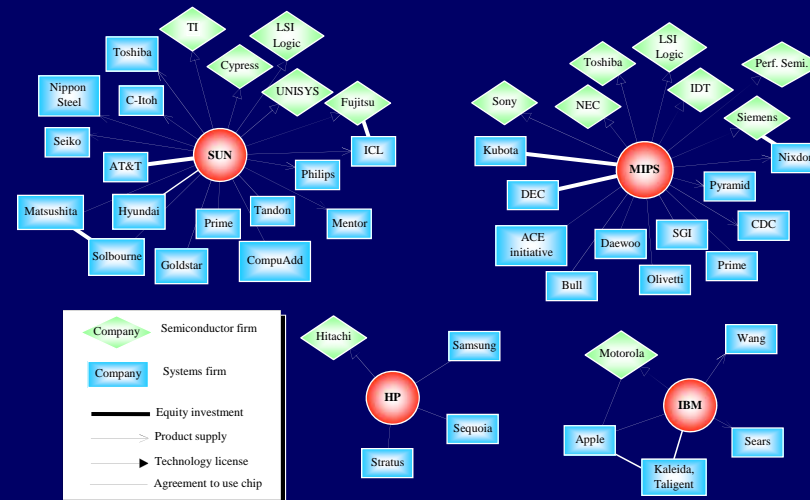 TI
LSI
Logic
Toshiba
Cypress
UNISYS
Fujitsu
Nippon
Steel
C-Itoh
Seiko
SUN
ICL
AT&T
Philips
Matsushita
Hyundai
Prime
Tandon
Mentor
Solbourne
Goldstar
CompuAdd
LSI
Logic
Toshiba
Perf. Semi.
Sony
NEC
IDT
Siemens
Kubota
MIPS
Nixdor
DEC
Pyramid
ACE
initiative
Daewoo
SGI
CDC
Bull
Olivetti
Prime
Company
Semiconductor firm
Company
Systems firm
Equity investment
Product supply
Technology license
Agreement to use chip
Hitachi
Samsung
HP
Sequoia
Stratus
Motorola
Wang
IBM
Apple
Sears
Kaleida,
Taligent